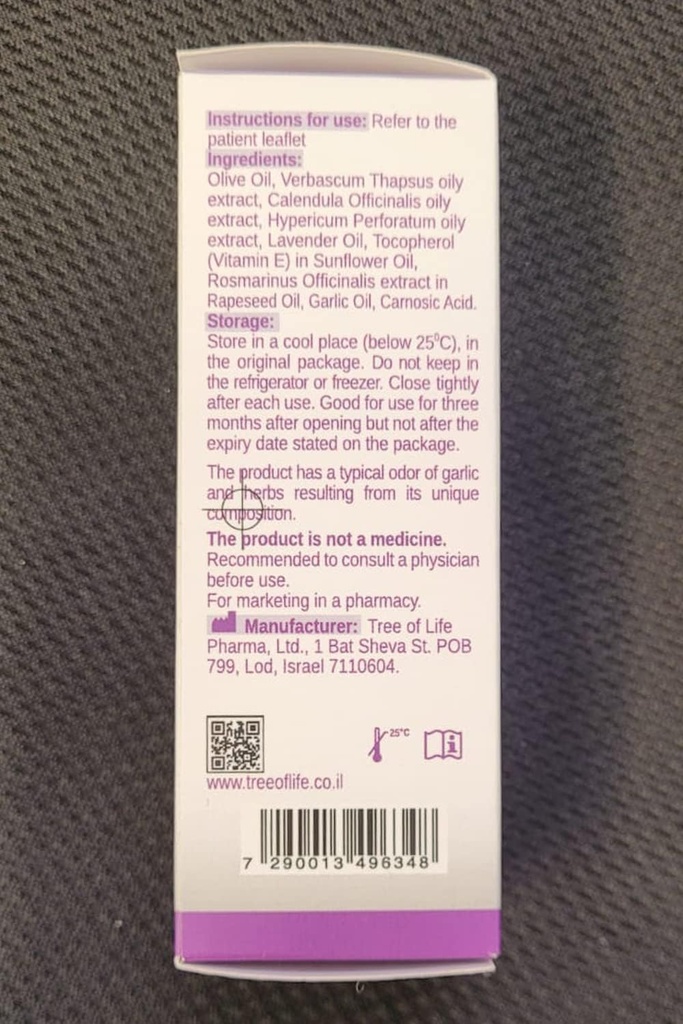 Instructions for use: Refer to the
patient leaflet
Ingredients:
Olive Oil, Verbascum Thapsus oily
extract, Calendula Officinalis oily
extract, Hypericum Perforatum oily
extract, Lavender Oil, Tocopherol
(Vitamin E) in Sunflower Oil,
Rosmarinus Officinalis extract in
Rapeseed Oil, Garlic Oil, Carnosic Acid.
Storage:
Store in a cool place (below 25⁰C), in
the original package. Do not keep in
the refrigerator or freezer. Close tightly
after each use. Good for use for three
months after opening but not after the
expiry date stated on the package.
The product has a typical odor of garlic
and herbs resulting from its unique
composition.
The product is not a medicine.
Recommended to consult a physician
before use.
For marketing in a pharmacy.
Manufacturer: Tree of Life
Pharma, Ltd., 1 Bat Sheva St. POB
799, Lod, Israel 7110604.
25°C
www.treeoflife.co.il
7 290013 496348